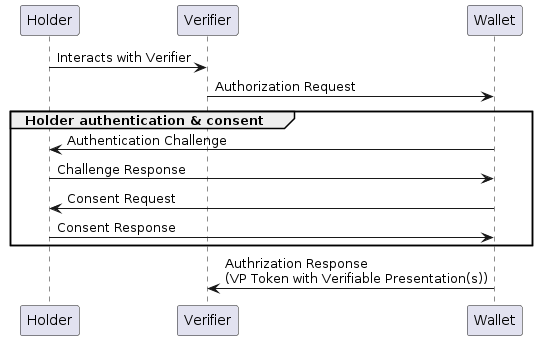 Holder Verifier Wallet
Interacts with Verifier
Authorization Request
Holder authentication & consent
Authentication Challenge
Challenge Response
Consent Request
Consent Response
Authrization Response
(VP Token with Verifiable Presentation(s))
Holder Verifier Wallet